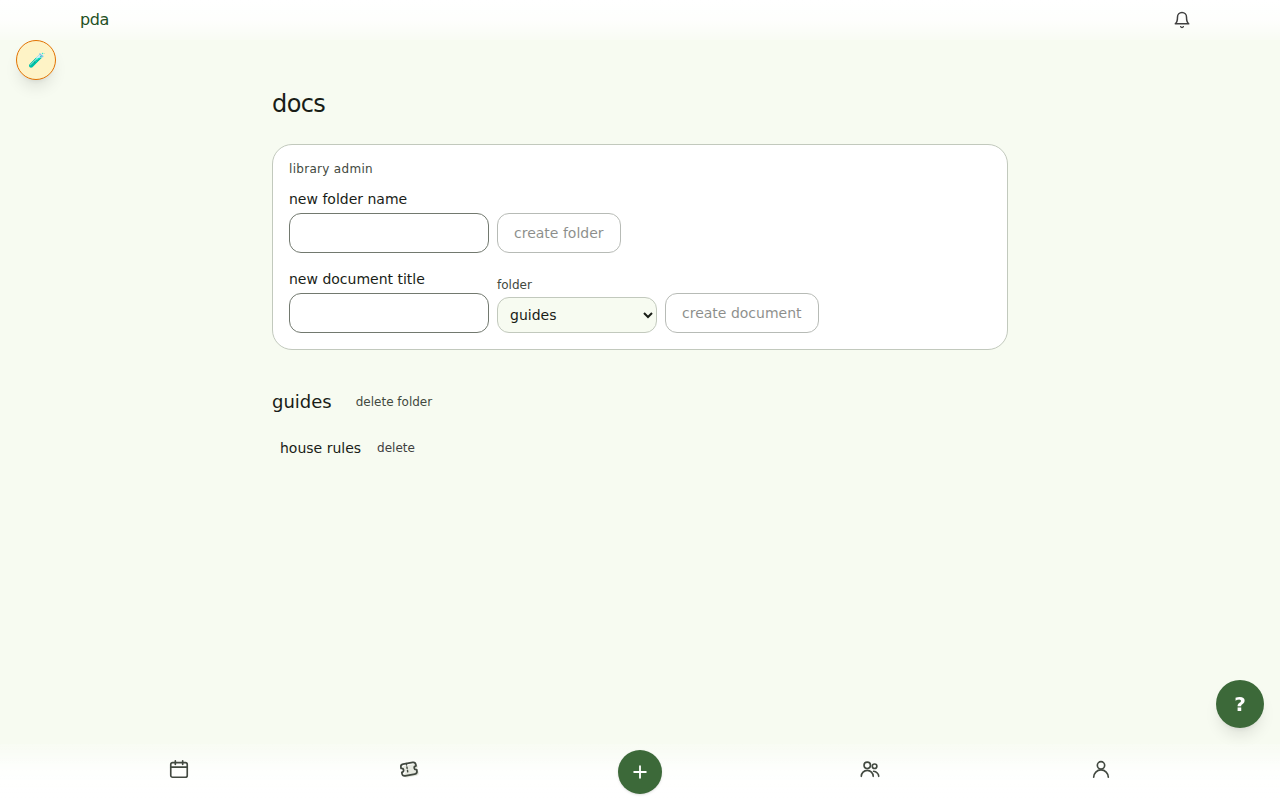 pda
docs
library admin
new folder name
create folder
new document title
folder
guides
create document
guides delete folder
house rules delete
?